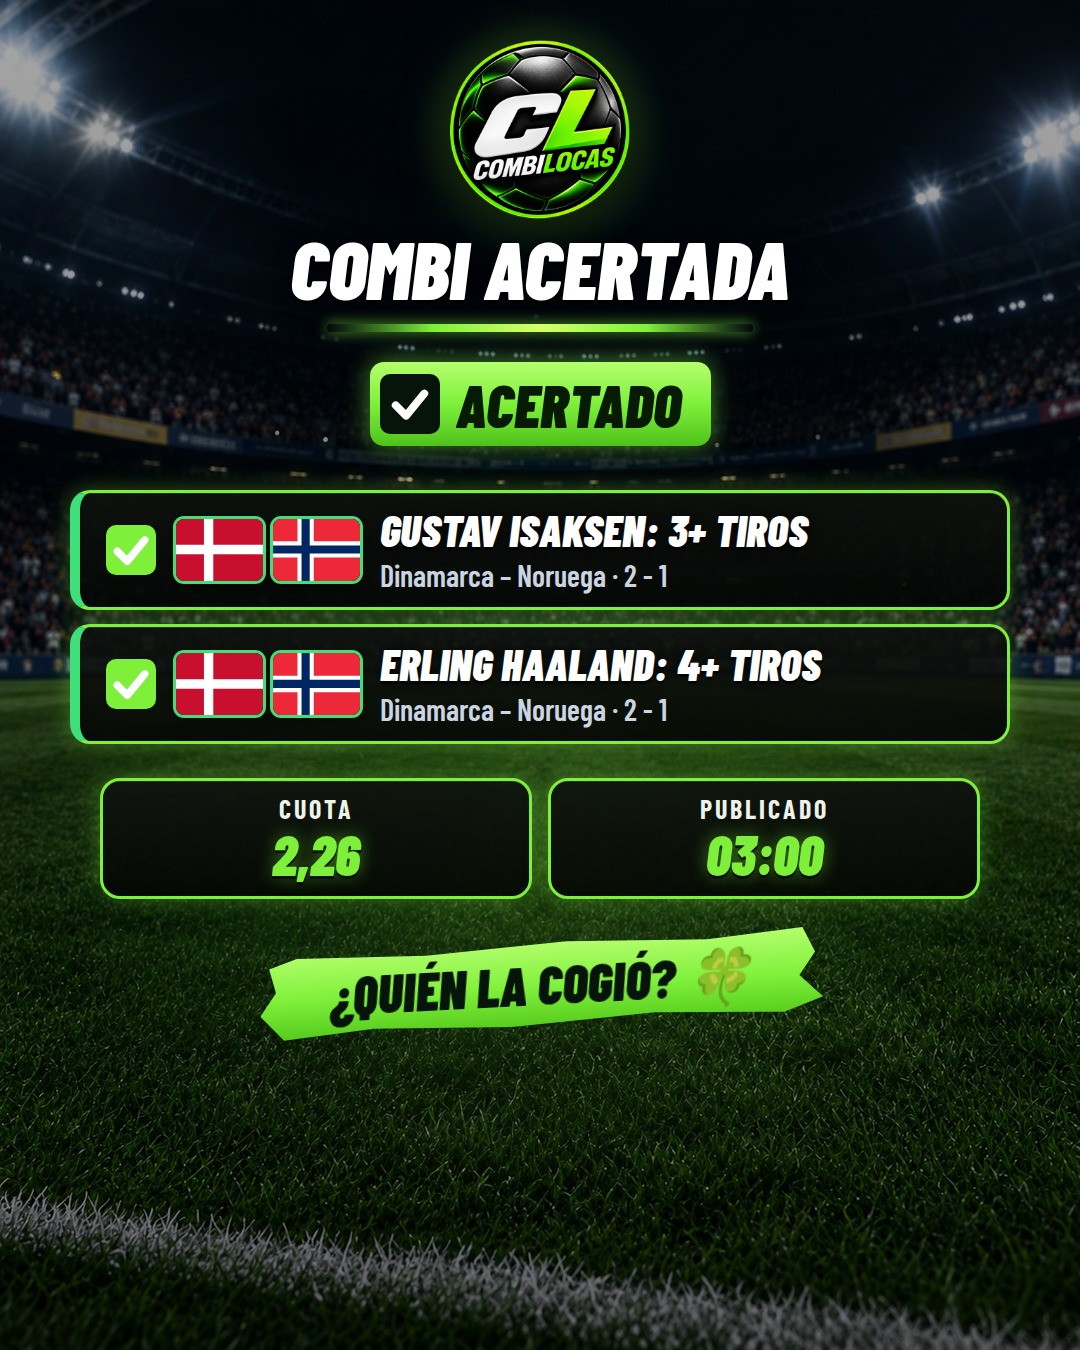 CL
COMBILOCAS
COMBI ACERTADA
ACERTADO
GUSTAV ISAKSEN: 3+ TIROS
Dinamarca – Noruega · 2 - 1
ERLING HAALAND: 4+ TIROS
Dinamarca – Noruega · 2 - 1
CUOTA
2,26
PUBLICADO
03:00
¿QUIÉN LA COGIÓ? 🍀